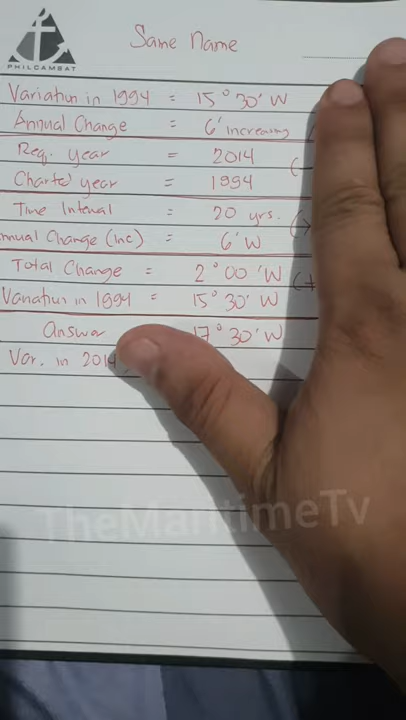 PHILCAMBAT
Same Name
Variation in 1994 = 15° 30' W
Annual Change = 6' increasing
Req. year = 2014 (-
Charted year = 1994
Time Interval = 20 yrs. (×
nnual Change (Inc) = 6' W
Total Change = 2° 00' W (+
Variation in 1994 = 15° 30' W
Answer 17° 30' W
Var. in 2014
TheMaritimeTv